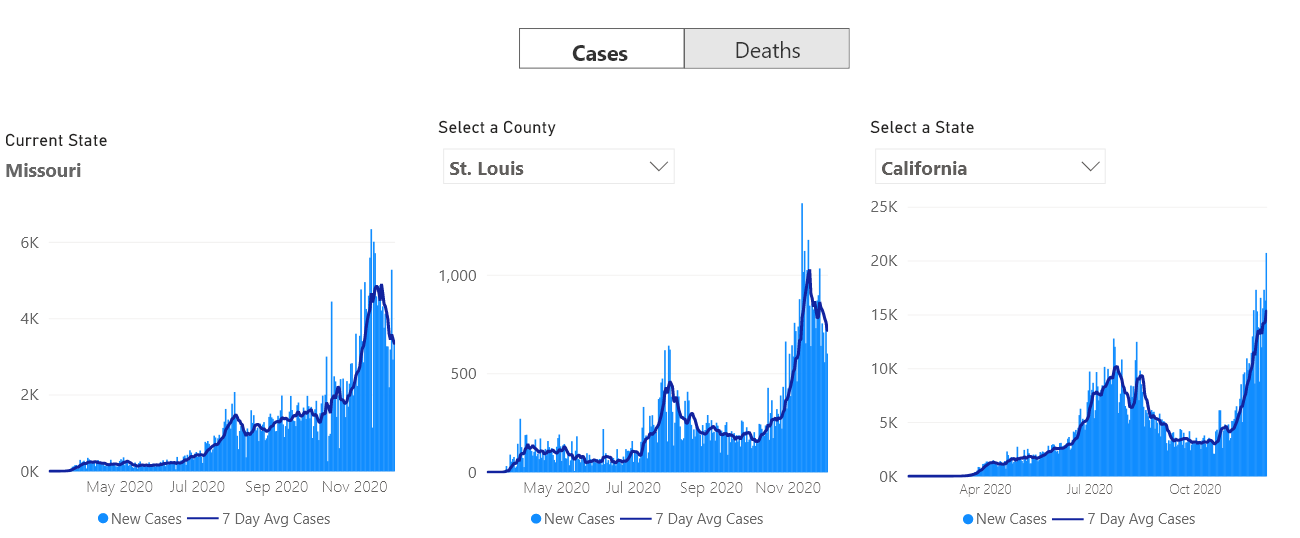 Cases Deaths
Current State
Missouri
6K
4K
2K
0K
May 2020 Jul 2020 Sep 2020 Nov 2020
New Cases 7 Day Avg Cases
Select a County
St. Louis
1,000
500
0
May 2020 Jul 2020 Sep 2020 Nov 2020
New Cases 7 Day Avg Cases
Select a State
California
25K
20K
15K
10K
5K
0K
Apr 2020 Jul 2020 Oct 2020
New Cases 7 Day Avg Cases